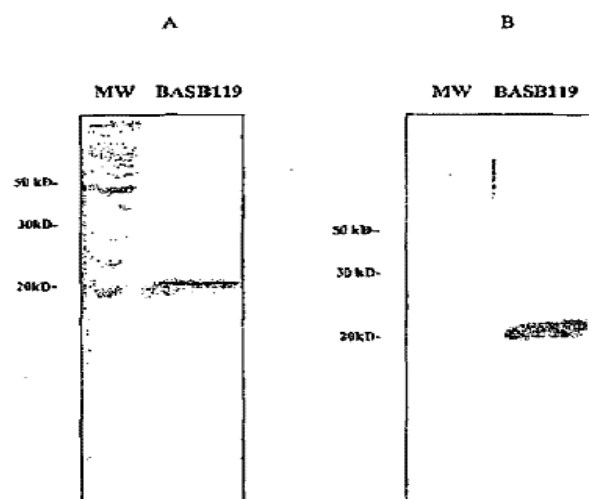 A
B
MW BASB119
MW BASB119
50 kD-
30kD-
20kD-
50 kD-
30 kD-
20kD-